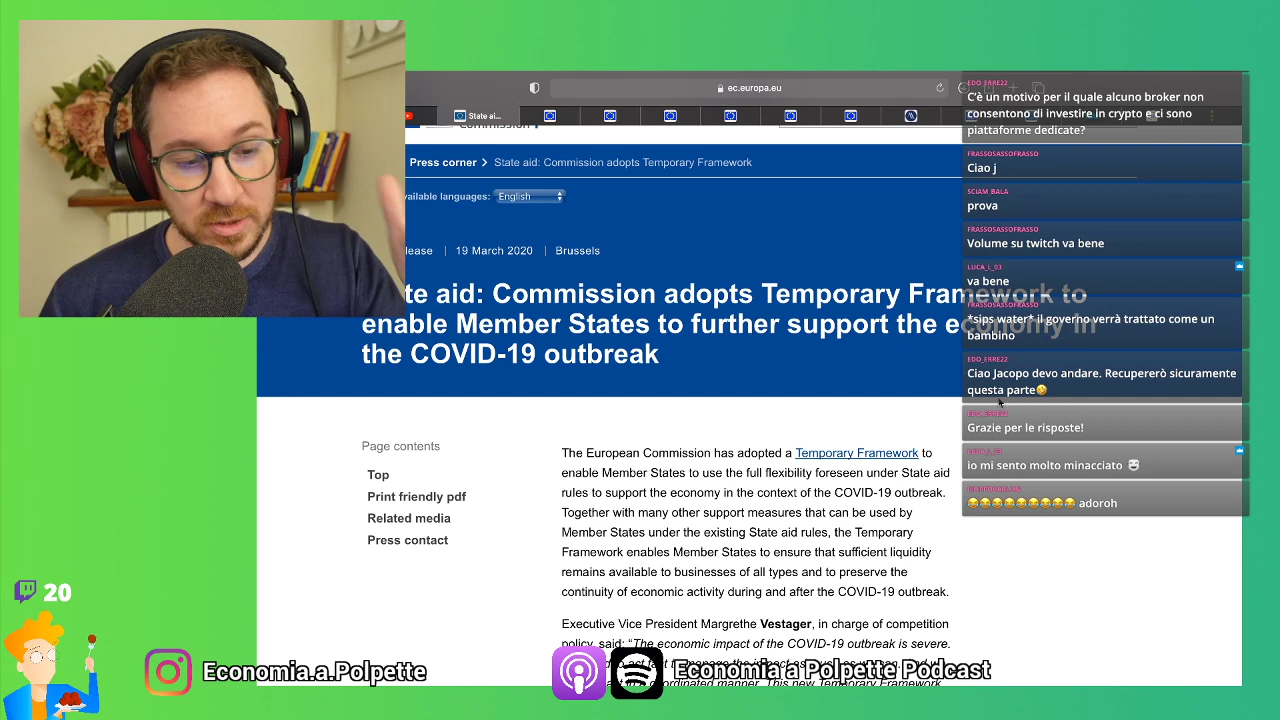 ec.europa.eu
State ai...
Press corner
State aid: Commission adopts Temporary Framework
vailable languages:
English
lease
19 March 2020
Brussels
te aid: Commission adopts Temporary Framework to
enable Member States to further support the economy in
the COVID-19 outbreak
Page contents
Top
Print friendly pdf
Related media
Press contact
The European Commission has adopted a Temporary Framework to
enable Member States to use the full flexibility foreseen under State aid
rules to support the economy in the context of the COVID-19 outbreak.
Together with many other support measures that can be used by
Member States under the existing State aid rules, the Temporary
Framework enables Member States to ensure that sufficient liquidity
remains available to businesses of all types and to preserve the
continuity of economic activity during and after the COVID-19 outbreak.
Executive Vice President Margrethe Vestager, in charge of competition
policy, said: "The economic impact of the COVID-19 outbreak is severe.
EDO_ERRE22
C'è un motivo per il quale alcuno broker non
consentono di investire in crypto e ci sono
piattaforme dedicate?
FRASSOSASSOFRASSO
Ciao j
SCIAM_BALA
prova
FRASSOSASSOFRASSO
Volume su twitch va bene
LUCA_L_03
va bene
FRASSOSASSOFRASSO
*sips water* il governo verrà trattato come un
bambino
EDO_ERRE22
Ciao Jacopo devo andare. Recupererò sicuramente
questa parte🤣
EDO_ERRE22
Grazie per le risposte!
LUCA_L_03
io mi sento molto minacciato
😂😂😂😂😂😂😂😂😂 adoroh
20
Economia.a.Polpette
Economia a Polpette Podcast